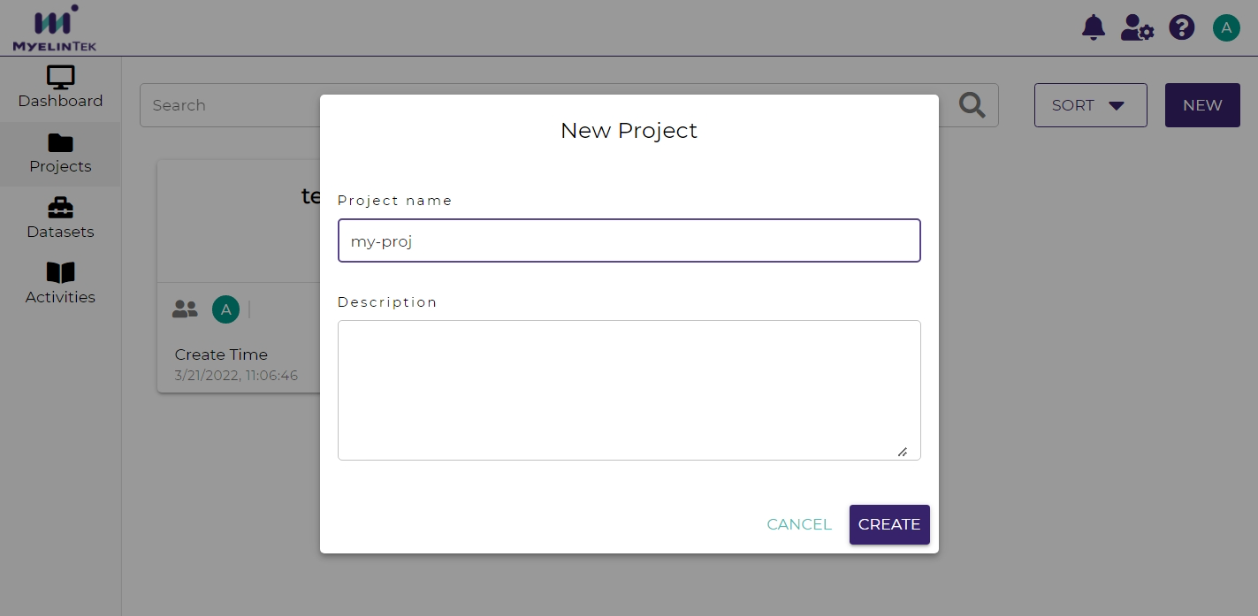 MYELINTEK
A
Dashboard
Projects
Datasets
Activities
Search
SORT
NEW
te
A
Create Time
3/21/2022, 11:06:46
New Project
Project name
my-proj
Description
CANCEL
CREATE